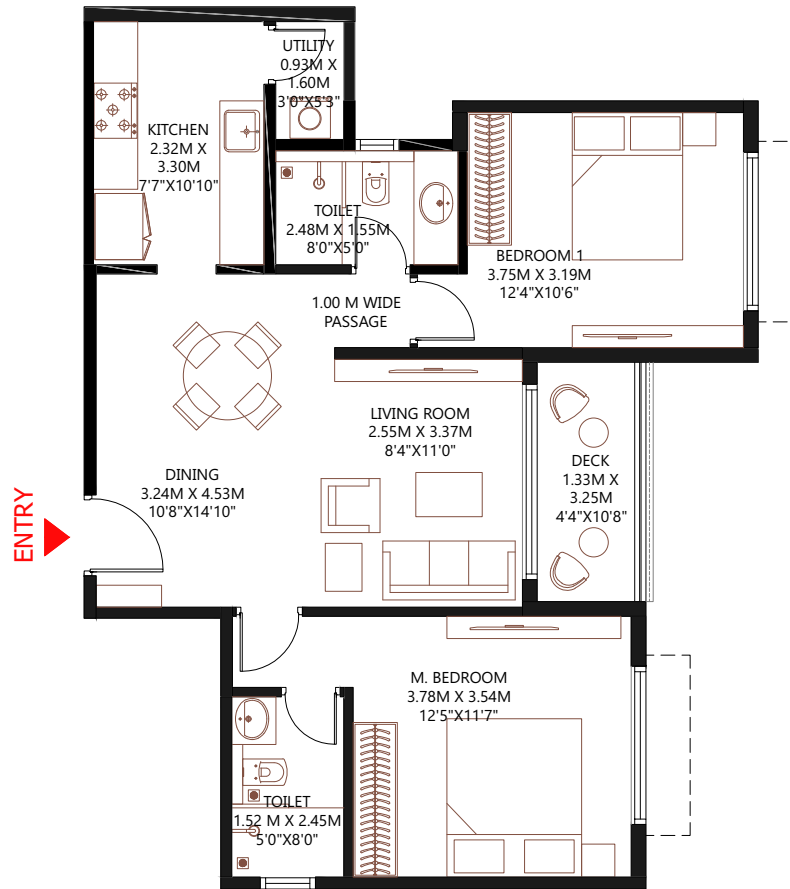 UTILITY
0.93M X
1.60M
3'0"X5'3"
KITCHEN
2.32M X
3.30M
7'7"X10'10"
TOILET
2.48M X 1.55M
8'0"X5'0"
BEDROOM 1
3.75M X 3.19M
12'4"X10'6"
1.00 M WIDE
PASSAGE
LIVING ROOM
2.55M X 3.37M
8'4"X11'0"
DINING
3.24M X 4.53M
10'8"X14'10"
DECK
1.33M X
3.25M
4'4"X10'8"
ENTRY
M. BEDROOM
3.78M X 3.54M
12'5"X11'7"
TOILET
1.52 M X 2.45M
5'0"X8'0"